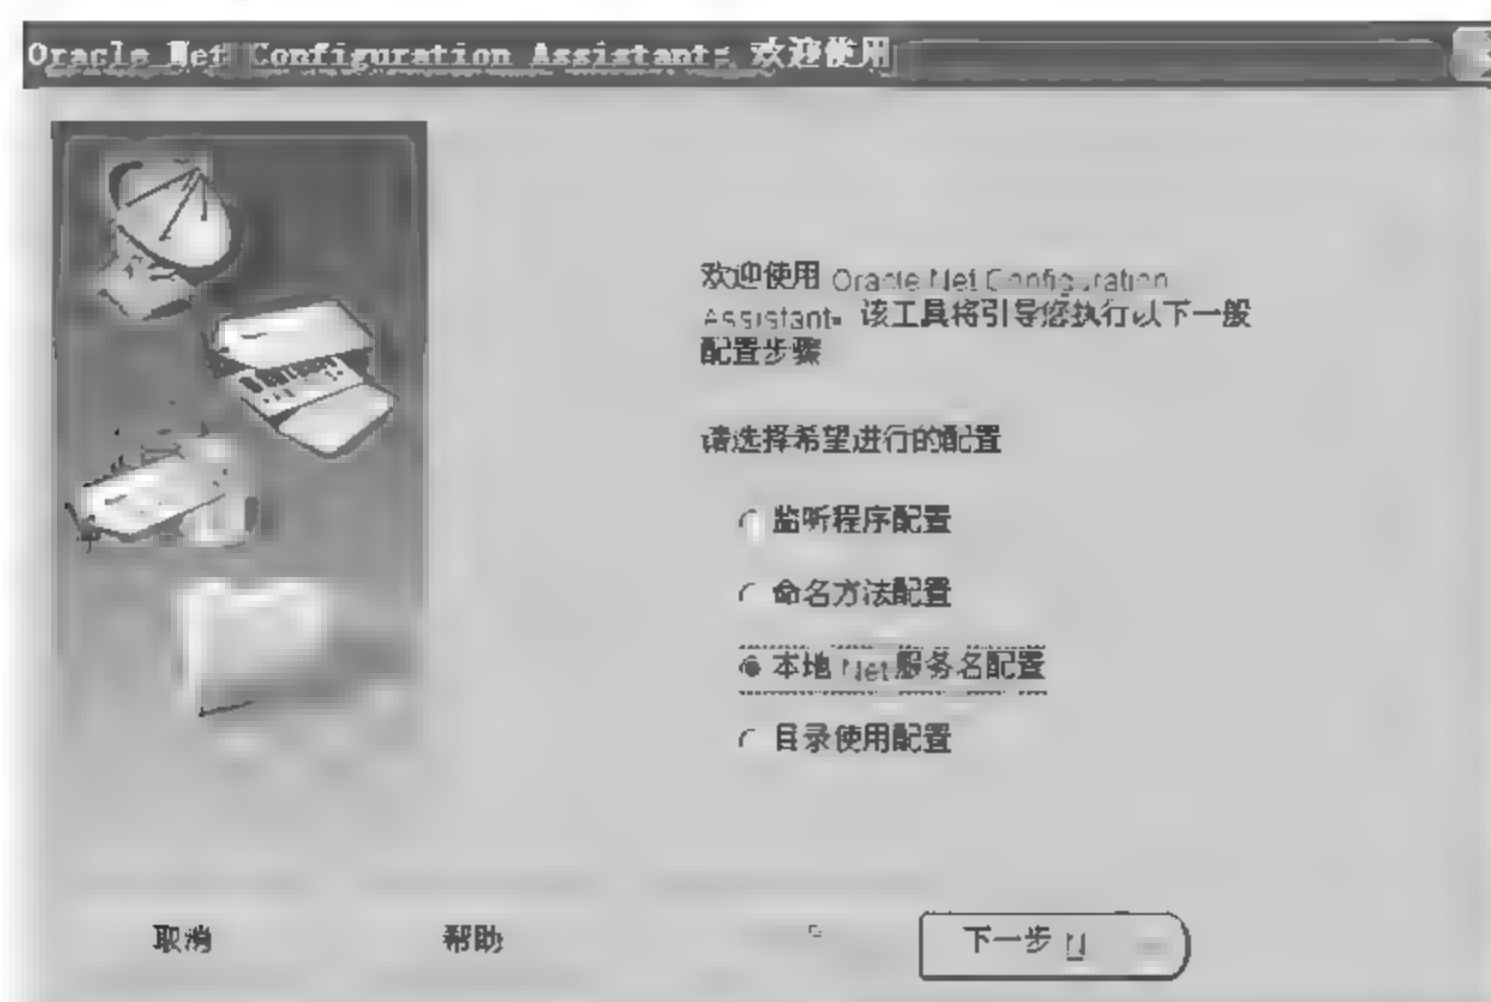 Oracle Net Configuration Assistant: 欢迎使用
欢迎使用 Oracle Net Configuration
Assistant。该工具将引导您执行以下一般
配置步骤
请选择希望进行的配置
监听程序配置
命名方法配置
本地 Net 服务名配置
目录使用配置
取消
帮助
下一步 N